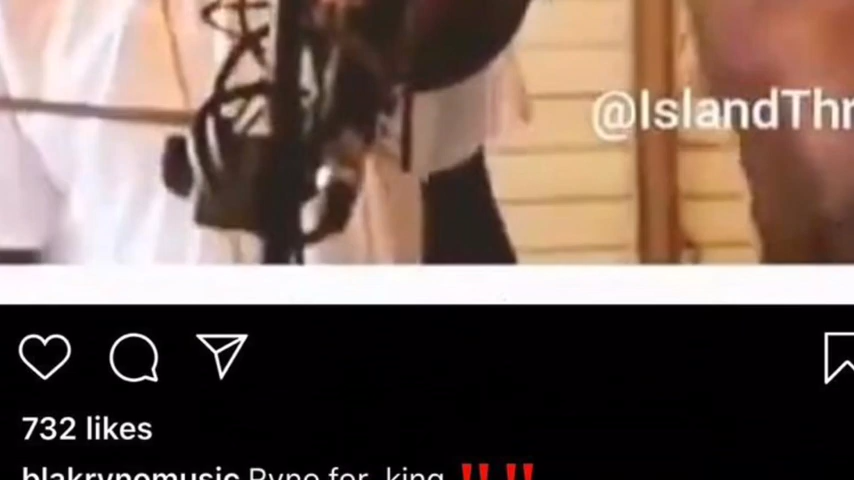 @IslandThr
732 likes
blakrynomusic Ryno for king ‼️ ‼️